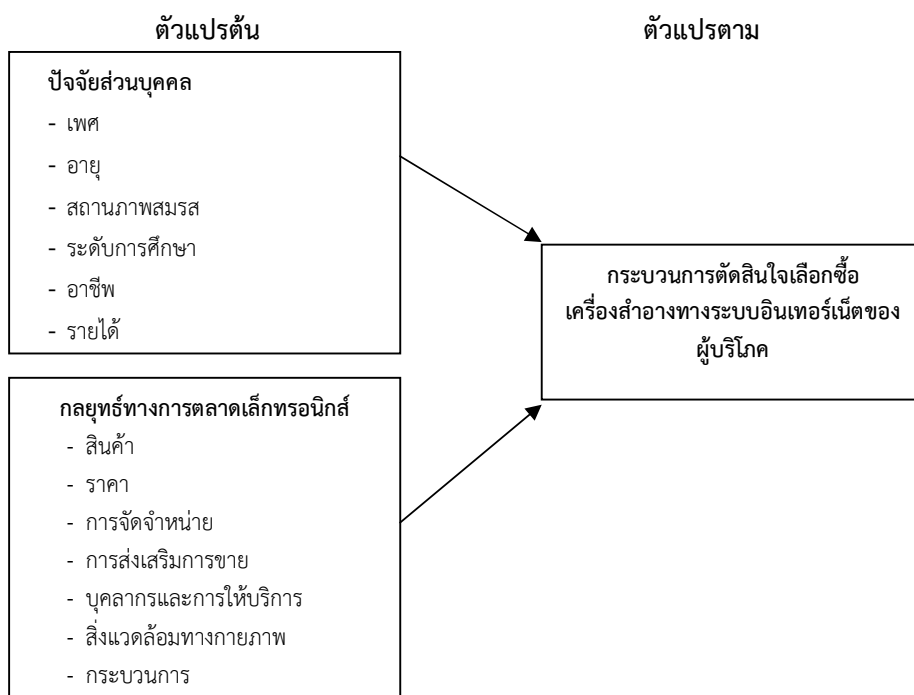 ตัวแปรต้น
ตัวแปรตาม
ปัจจัยส่วนบุคคล
- เพศ
- อายุ
- สถานภาพสมรส
- ระดับการศึกษา
- อาชีพ
- รายได้
กระบวนการตัดสินใจเลือกซื้อ
เครื่องสำอางทางระบบอินเทอร์เน็ตของ
ผู้บริโภค
กลยุทธ์ทางการตลาดเล็กทรอนิกส์
- สินค้า
- ราคา
- การจัดจำหน่าย
- การส่งเสริมการขาย
- บุคลากรและการให้บริการ
- สิ่งแวดล้อมทางกายภาพ
- กระบวนการ